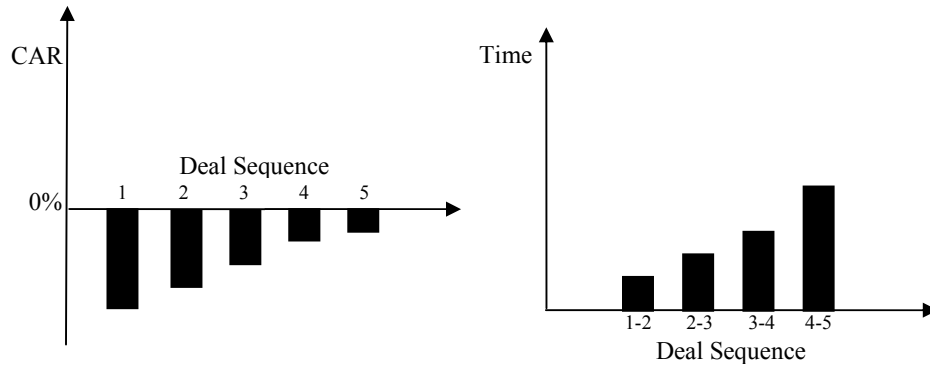 CAR
Deal Sequence
1 2 3 4 5
0%
Time
1-2 2-3 3-4 4-5
Deal Sequence